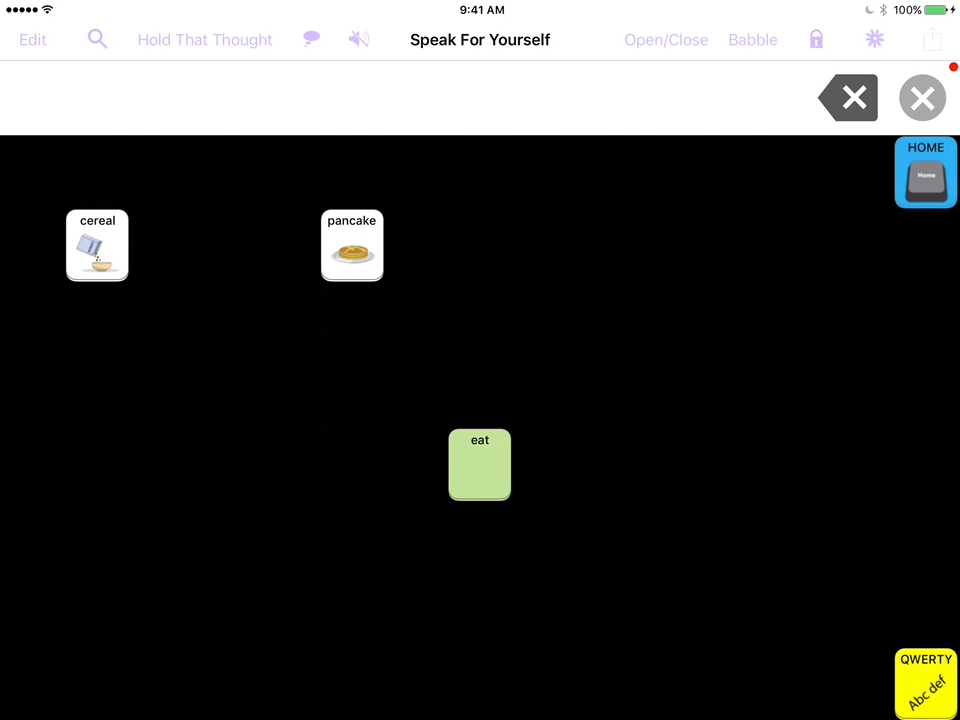 9:41 AM
100%
Edit
Hold That Thought
Speak For Yourself
Open/Close
Babble
HOME
Home
cereal
pancake
eat
QWERTY
Abc def